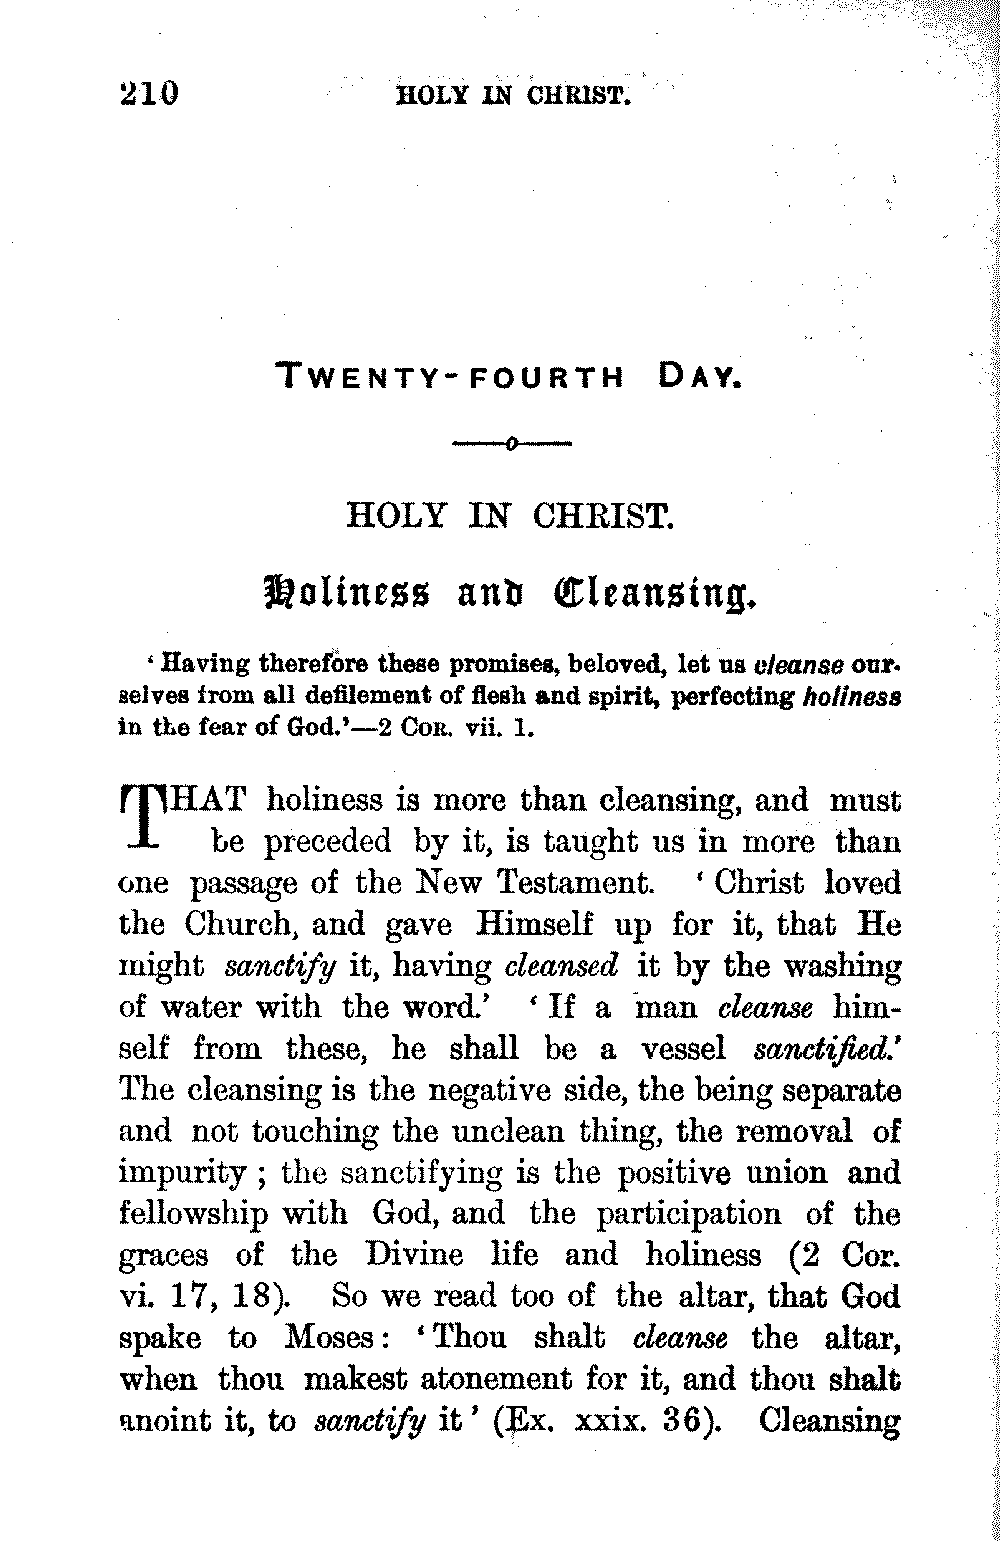 210 HOLY IN CHRIST.
TWENTY-FOURTH DAY.
HOLY IN CHRIST.
Holiness and Cleansing.
‘Having therefore these promises, beloved, let us cleanse our-
selves from all defilement of flesh and spirit, perfecting holiness
in the fear of God.’—2 COR. vii. 1.
THAT holiness is more than cleansing, and must
be preceded by it, is taught us in more than
one passage of the New Testament. ‘Christ loved
the Church, and gave Himself up for it, that He
might sanctify it, having cleansed it by the washing
of water with the word.’ ‘If a man cleanse him-
self from these, he shall be a vessel sanctified.’
The cleansing is the negative side, the being separate
and not touching the unclean thing, the removal of
impurity ; the sanctifying is the positive union and
fellowship with God, and the participation of the
graces of the Divine life and holiness (2 Cor.
vi. 17, 18). So we read too of the altar, that God
spake to Moses : ‘Thou shalt cleanse the altar,
when thou makest atonement for it, and thou shalt
anoint it, to sanctify it’ (Ex. xxix. 36). Cleansing